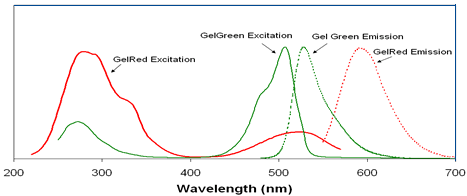 GelGreen Excitation
Gel Green Emission
GelRed Excitation
GelRed Emission
200 300 400 500 600 700
Wavelength (nm)